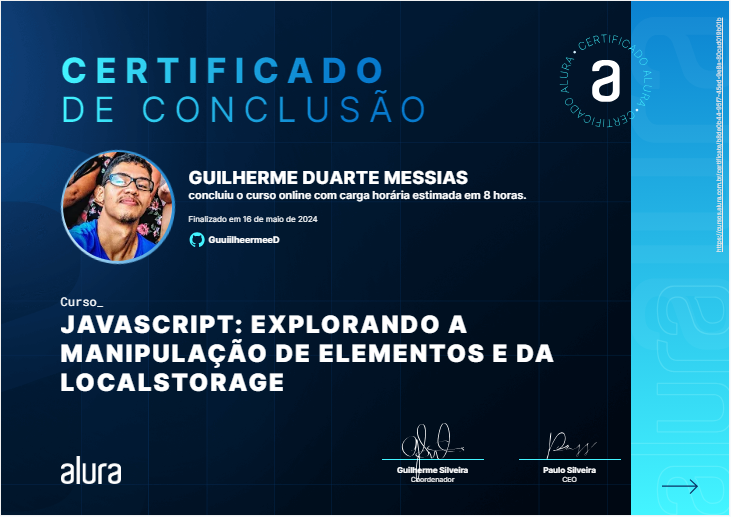 CERTIFICADO
DE CONCLUSÃO
CERTIFICADO ALURA • CERTIFICADO ALURA •
a
GUILHERME DUARTE MESSIAS
concluiu o curso online com carga horária estimada em 8 horas.
Finalizado em 16 de maio de 2024
GuuiilheermeeD
Curso_
JAVASCRIPT: EXPLORANDO A
MANIPULAÇÃO DE ELEMENTOS E DA
LOCALSTORAGE
Guilherme Silveira
Coordenador
Paulo Silveira
CEO
alura
alura